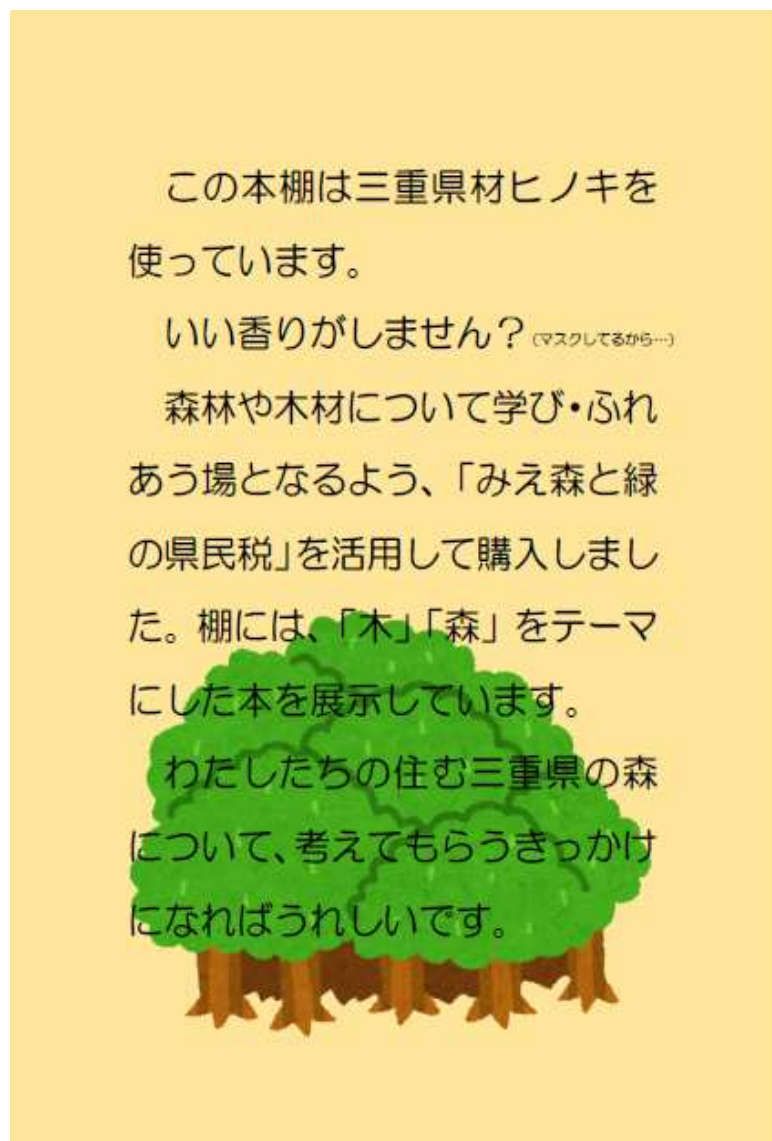 この本棚は三重県材ヒノキを
使っています。
いい香りがしません？(マスクしてるから…)
森林や木材について学び・ふれ
あう場となるよう、「みえ森と緑
の県民税」を活用して購入しまし
た。棚には、「木」「森」をテーマ
にした本を展示しています。
わたしたちの住む三重県の森
について、考えてもらうきっかけ
になればうれしいです。